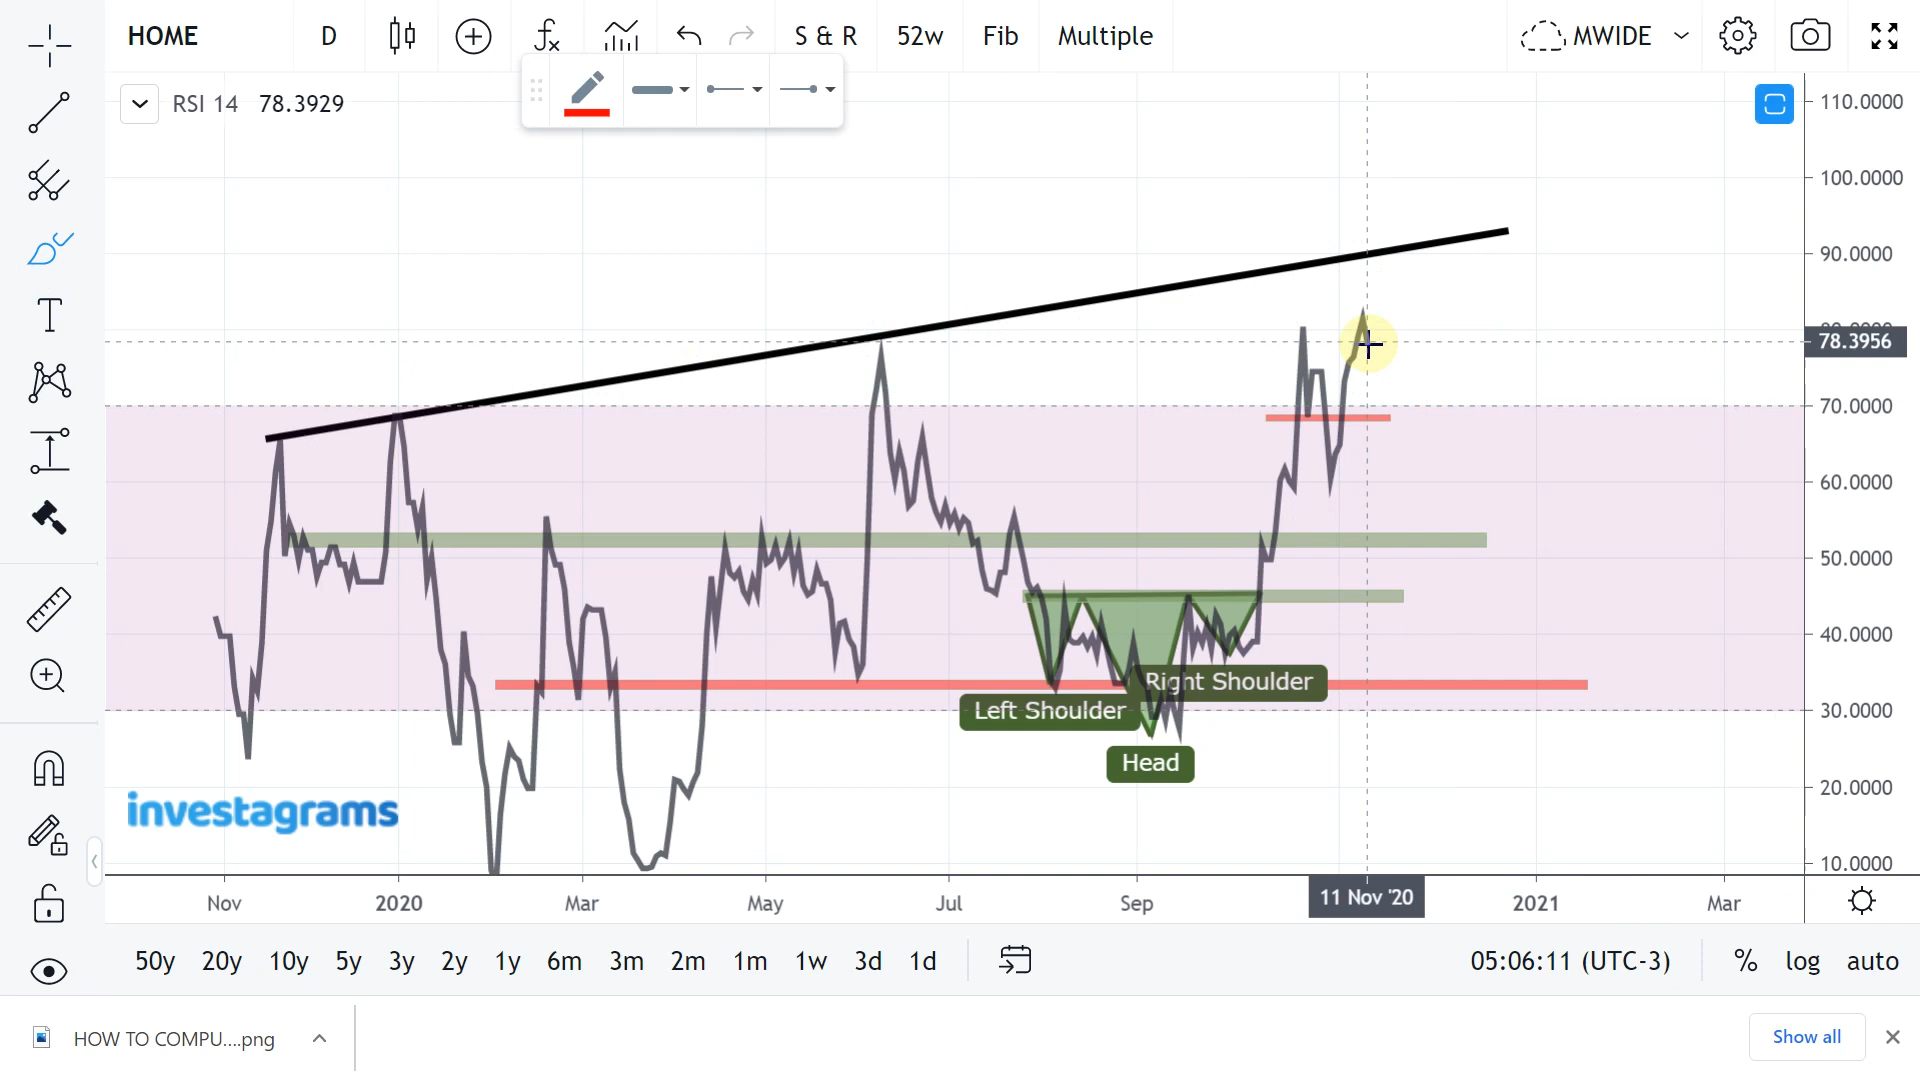 HOME D S & R 52w Fib Multiple MWIDE
RSI 14 78.3929
110.0000
100.0000
90.0000
78.3956
70.0000
60.0000
50.0000
40.0000
30.0000
20.0000
10.0000
Right Shoulder
Left Shoulder
Head
investagrams
Nov 2020 Mar May Jul Sep 11 Nov '20 2021 Mar
50y 20y 10y 5y 3y 2y 1y 6m 3m 2m 1m 1w 3d 1d 05:06:11 (UTC-3) % log auto
HOW TO COMPU....png Show all